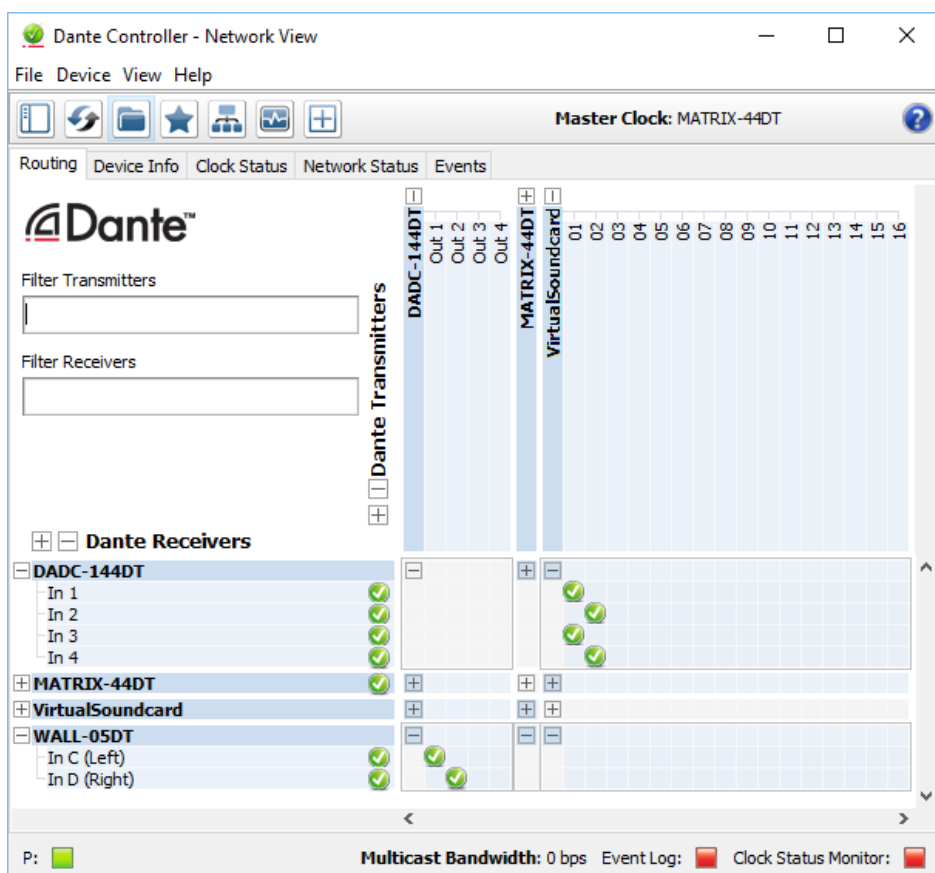 Dante Controller - Network View
File Device View Help
Master Clock: MATRIX-44DT
Routing Device Info Clock Status Network Status Events
Dante™
Filter Transmitters
Filter Receivers
Dante Transmitters
DADC-144DT
Out 1
Out 2
Out 3
Out 4
MATRIX-44DT
VirtualSoundcard
01
02
03
04
05
06
07
08
09
10
11
12
13
14
15
16
Dante Receivers
DADC-144DT
In 1
In 2
In 3
In 4
MATRIX-44DT
VirtualSoundcard
WALL-05DT
In C (Left)
In D (Right)
P: Multicast Bandwidth: 0 bps Event Log: Clock Status Monitor: